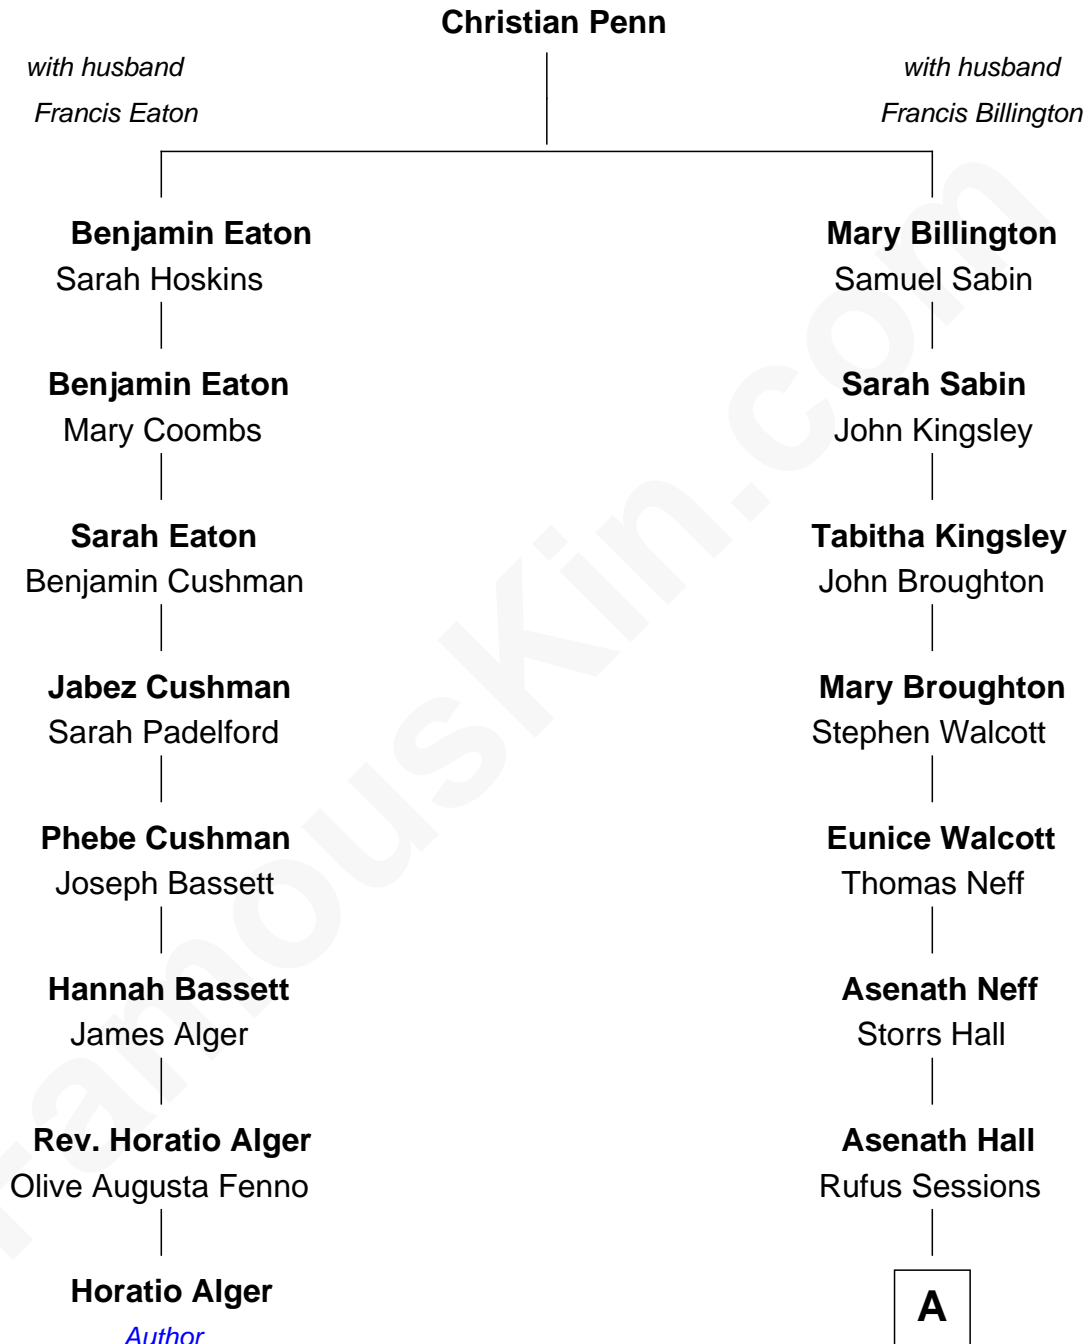 Christian Penn
with husband
Francis Eaton
with husband
Francis Billington
Benjamin Eaton
Sarah Hoskins
Mary Billington
Samuel Sabin
Benjamin Eaton
Mary Coombs
Sarah Sabin
John Kingsley
Sarah Eaton
Benjamin Cushman
Tabitha Kingsley
John Broughton
Jabez Cushman
Sarah Padelford
Mary Broughton
Stephen Walcott
Phebe Cushman
Joseph Bassett
Eunice Walcott
Thomas Neff
Hannah Bassett
James Alger
Asenath Neff
Storrs Hall
Rev. Horatio Alger
Olive Augusta Fenno
Asenath Hall
Rufus Sessions
Horatio Alger
Author
A
FamousKin.com